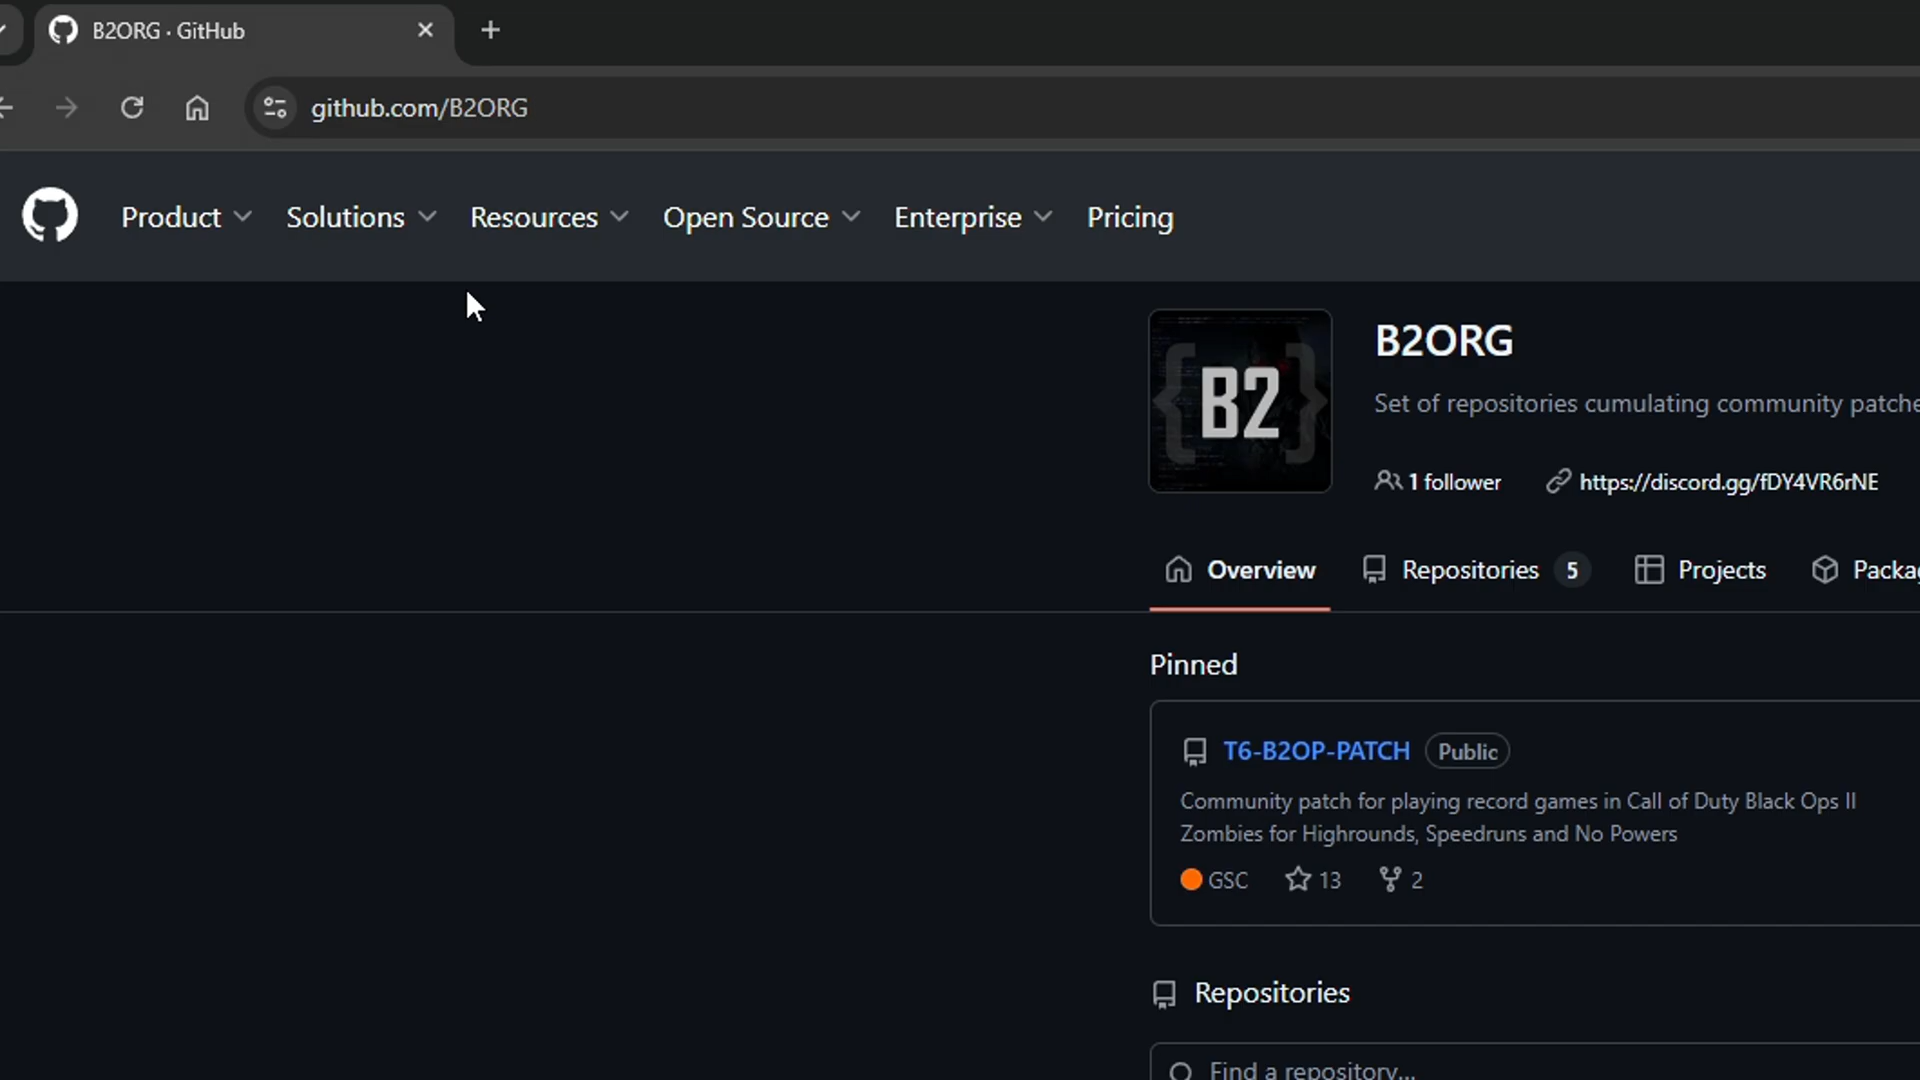 B2ORG · GitHub
github.com/B2ORG
Product Solutions Resources Open Source Enterprise Pricing
B2
B2ORG
Set of repositories cumulating community patche
1 follower https://discord.gg/fDY4VR6rNE
Overview Repositories 5 Projects Packag
Pinned
T6-B2OP-PATCH Public
Community patch for playing record games in Call of Duty Black Ops II
Zombies for Highrounds, Speedruns and No Powers
GSC 13 2
Repositories
Find a repository...